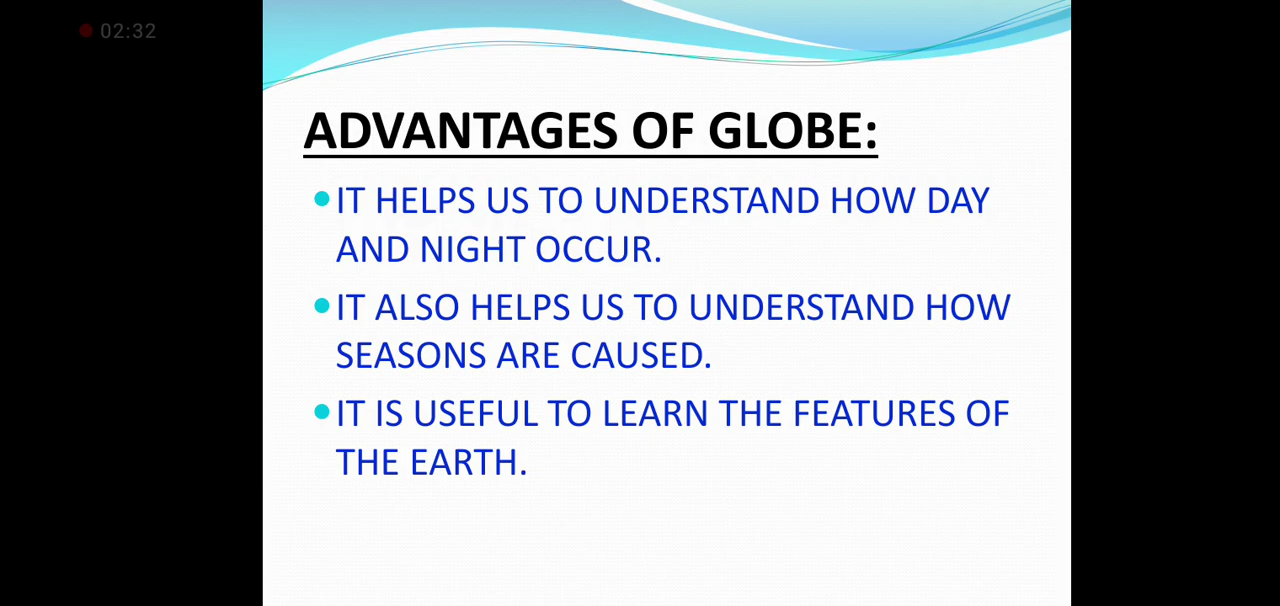 02:32
ADVANTAGES OF GLOBE:
IT HELPS US TO UNDERSTAND HOW DAY
AND NIGHT OCCUR.
IT ALSO HELPS US TO UNDERSTAND HOW
SEASONS ARE CAUSED.
IT IS USEFUL TO LEARN THE FEATURES OF
THE EARTH.